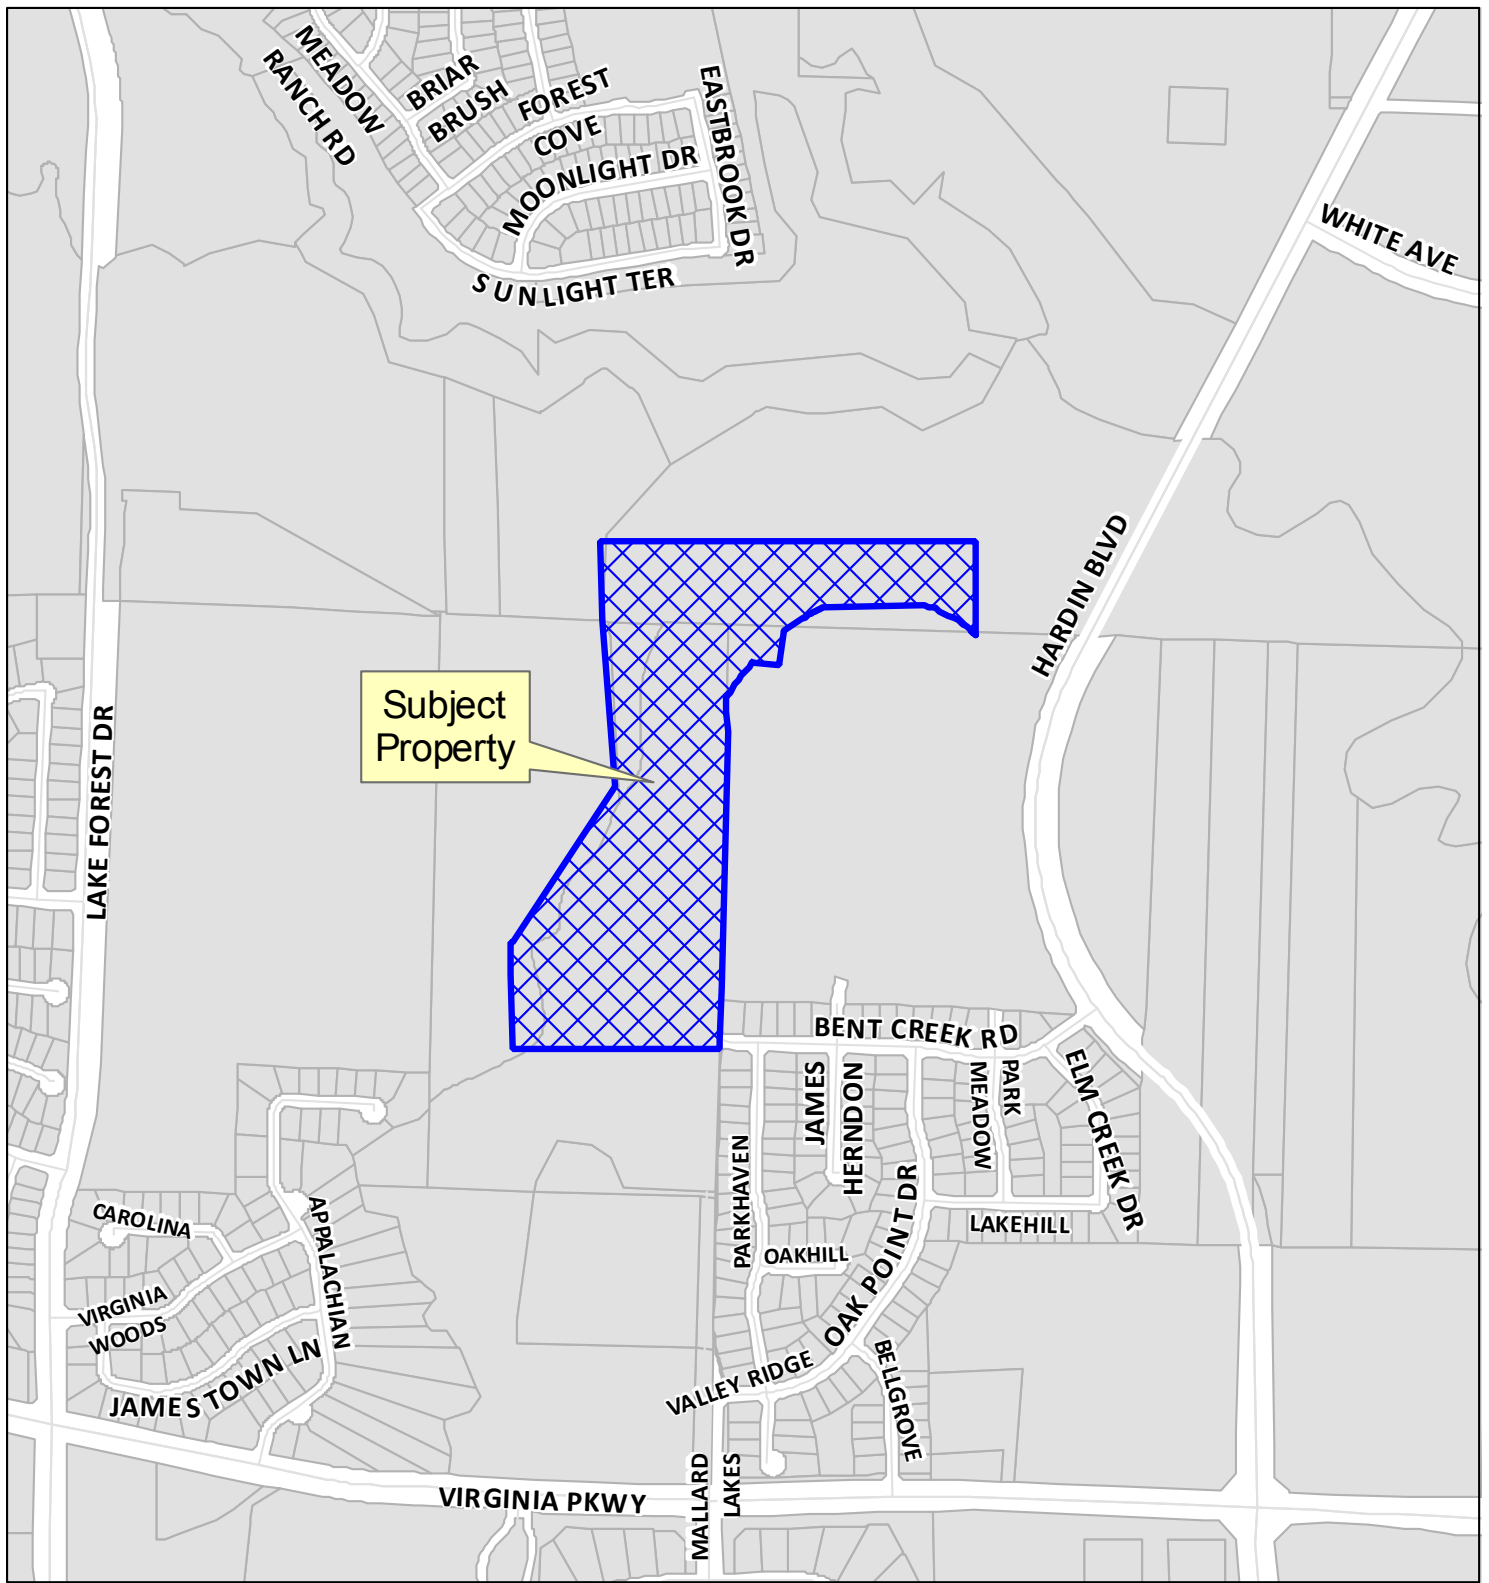 MEADOW
RANCH RD
BRIAR
BRUSH
FOREST
COVE
MOONLIGHT DR
EASTBROOK DR
SUNLIGHT TER
WHITE AVE
HARDIN BLVD
Subject
Property
LAKE FOREST DR
BENT CREEK RD
JAMES
HERNDON
MEADOW
PARK
ELM CREEK DR
PARKHAVEN
OAK POINT DR
LAKEHILL
OAKHILL
CAROLINA
APPALACHIAN
VIRGINIA
WOODS
JAMESTOWN LN
VALLEY RIDGE
BELLGROVE
MALLARD
LAKES
VIRGINIA PKWY